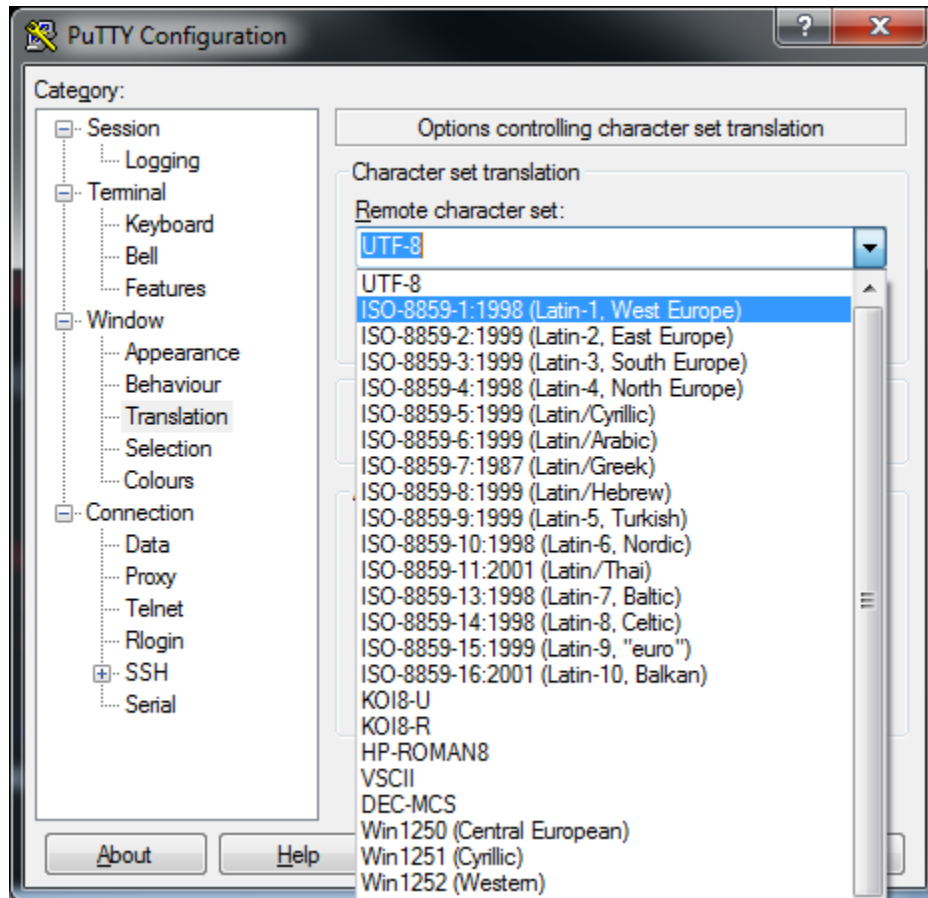 PuTTY Configuration
Category:
Session
Logging
Terminal
Keyboard
Bell
Features
Window
Appearance
Behaviour
Translation
Selection
Colours
Connection
Data
Proxy
Telnet
Rlogin
SSH
Serial
Options controlling character set translation
Character set translation
Remote character set:
UTF-8
UTF-8
ISO-8859-1:1998 (Latin-1, West Europe)
ISO-8859-2:1999 (Latin-2, East Europe)
ISO-8859-3:1999 (Latin-3, South Europe)
ISO-8859-4:1998 (Latin-4, North Europe)
ISO-8859-5:1999 (Latin/Cyrillic)
ISO-8859-6:1999 (Latin/Arabic)
ISO-8859-7:1987 (Latin/Greek)
ISO-8859-8:1999 (Latin/Hebrew)
ISO-8859-9:1999 (Latin-5, Turkish)
ISO-8859-10:1998 (Latin-6, Nordic)
ISO-8859-11:2001 (Latin/Thai)
ISO-8859-13:1998 (Latin-7, Baltic)
ISO-8859-14:1998 (Latin-8, Celtic)
ISO-8859-15:1999 (Latin-9, "euro")
ISO-8859-16:2001 (Latin-10, Balkan)
KOI8-U
KOI8-R
HP-ROMAN8
VSCII
DEC-MCS
Win1250 (Central European)
Win1251 (Cyrillic)
Win1252 (Western)
About
Help